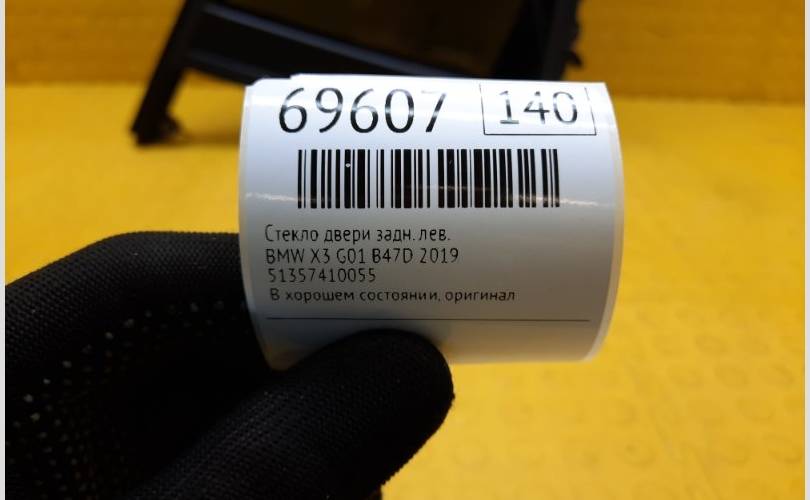 69607 140
Стекло двери задн. лев.
BMW X3 G01 B47D 2019
51357410055
В хорошем состоянии, оригинал